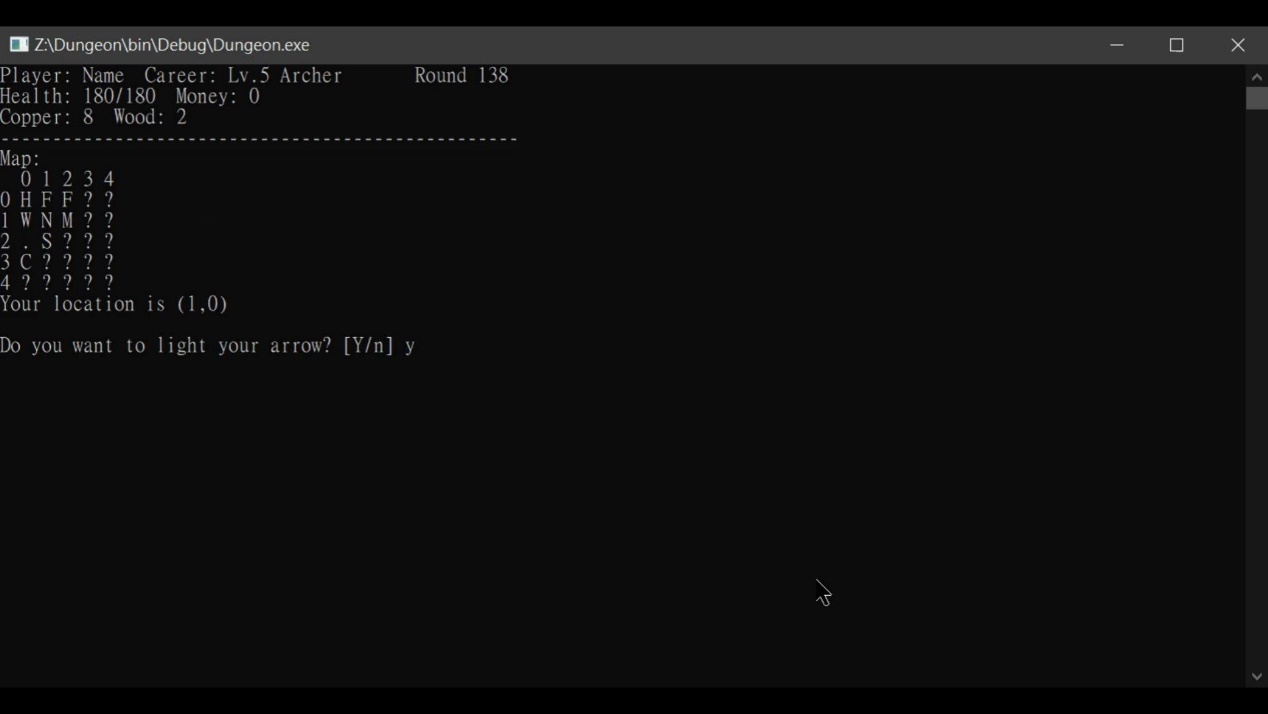 Z:\Dungeon\bin\Debug\Dungeon.exe
Player: Name  Career: Lv.5 Archer       Round 138
Health: 180/180  Money: 0
Copper: 8  Wood: 2
--------------------------------------------------
Map:
  0 1 2 3 4
0 H F F ? ?
1 W N M ? ?
2 . S ? ? ?
3 C ? ? ? ?
4 ? ? ? ? ?
Your location is (1,0)
Do you want to light your arrow? [Y/n] y